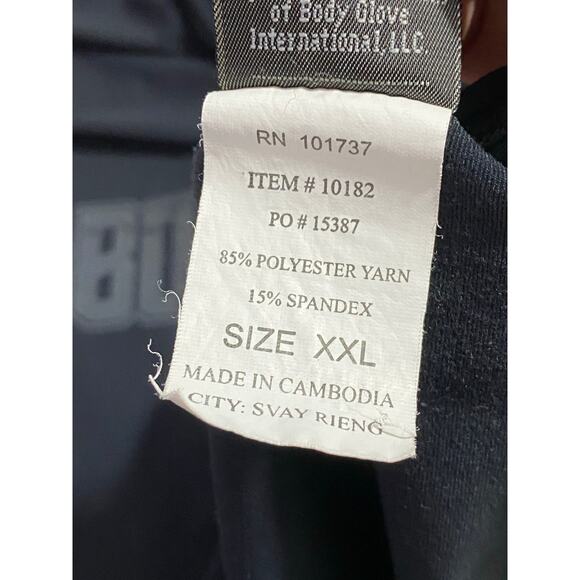 of Body Glove
International LLC
RN 101737
ITEM # 10182
PO # 15387
85% POLYESTER YARN
15% SPANDEX
SIZE XXL
MADE IN CAMBODIA
CITY: SVAY RIENG